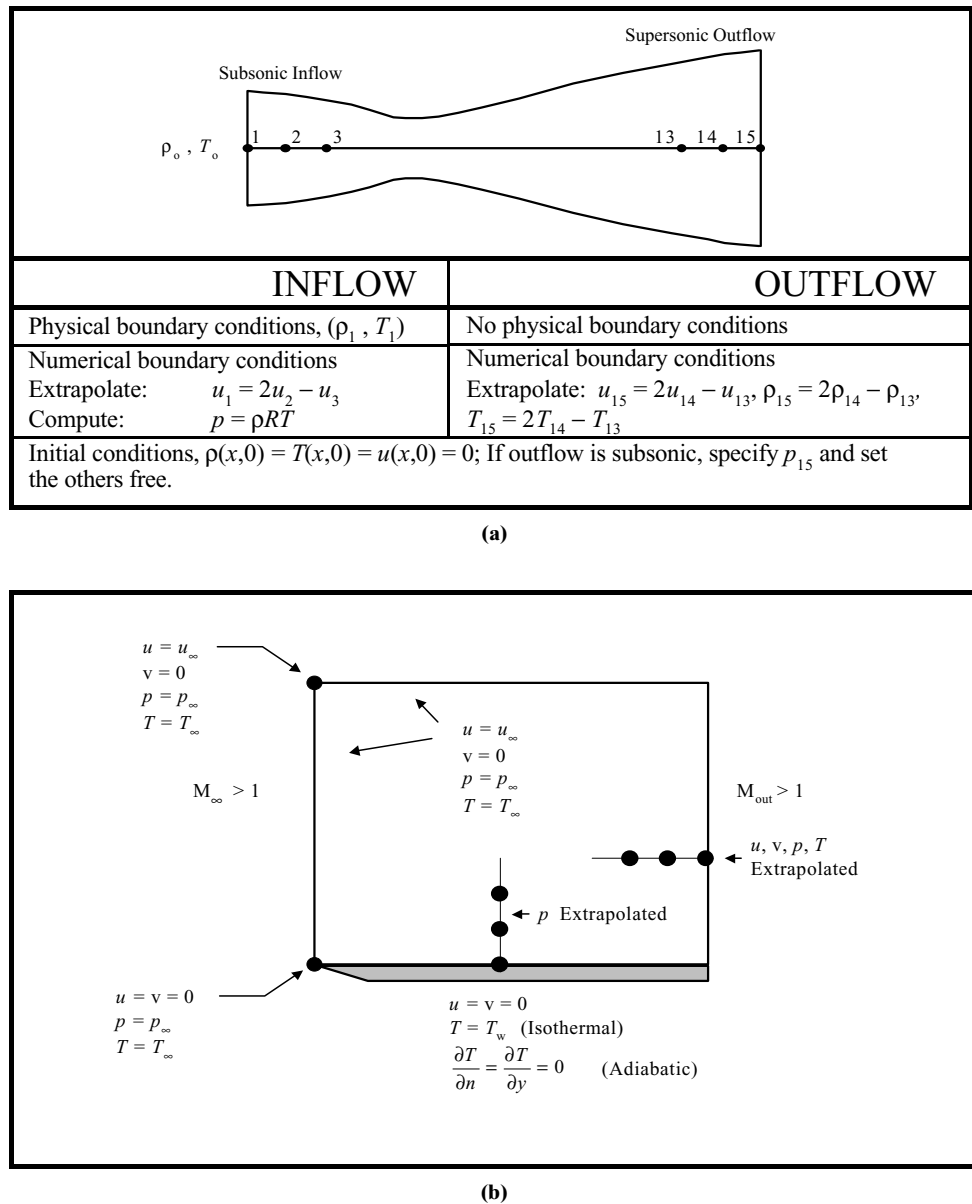 Supersonic Outflow
Subsonic Inflow
1 2 3 13 14 15
ρₒ , Tₒ
INFLOW
OUTFLOW
Physical boundary conditions, (ρ₁ , T₁)
No physical boundary conditions
Numerical boundary conditions
Extrapolate: u₁ = 2u₂ − u₃
Compute: p = ρRT
Numerical boundary conditions
Extrapolate: u₁₅ = 2u₁₄ − u₁₃, ρ₁₅ = 2ρ₁₄ − ρ₁₃,
T₁₅ = 2T₁₄ − T₁₃
Initial conditions, ρ(x,0) = T(x,0) = u(x,0) = 0; If outflow is subsonic, specify p₁₅ and set
the others free.
(a)
u = u∞
v = 0
p = p∞
T = T∞
u = u∞
v = 0
p = p∞
T = T∞
M∞ > 1
Mout > 1
u, v, p, T
Extrapolated
p Extrapolated
u = v = 0
p = p∞
T = T∞
u = v = 0
T = Tw (Isothermal)
∂T/∂n = ∂T/∂y = 0 (Adiabatic)
(b)